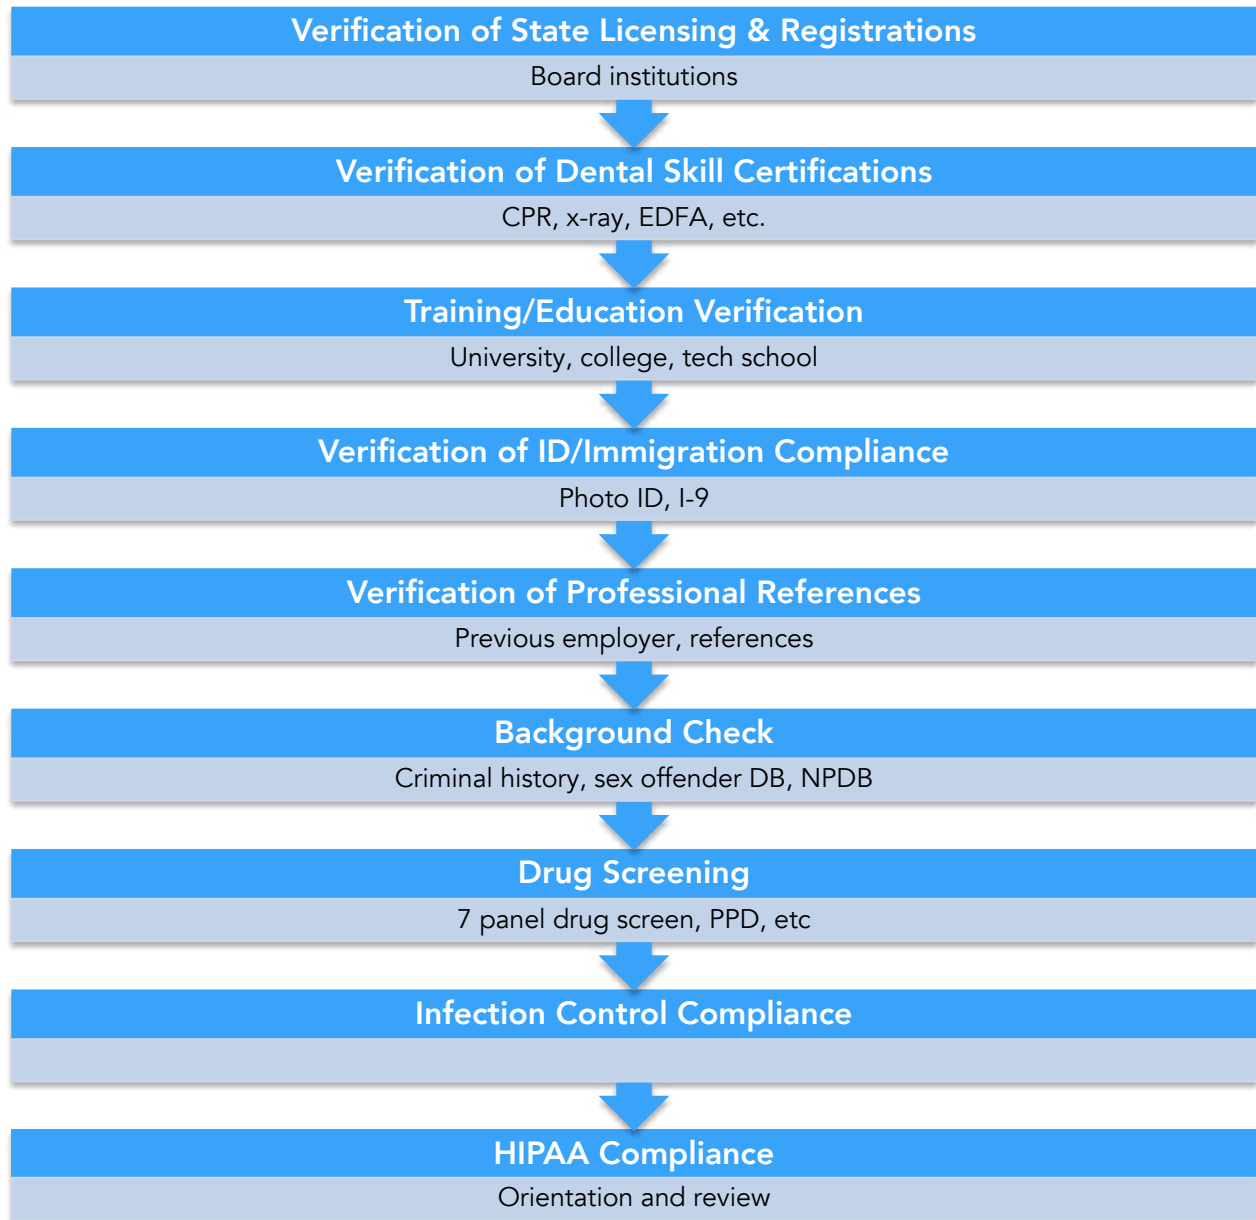 Verification of State Licensing & Registrations
Board institutions
Verification of Dental Skill Certifications
CPR, x-ray, EDFA, etc.
Training/Education Verification
University, college, tech school
Verification of ID/Immigration Compliance
Photo ID, I-9
Verification of Professional References
Previous employer, references
Background Check
Criminal history, sex offender DB, NPDB
Drug Screening
7 panel drug screen, PPD, etc
Infection Control Compliance
HIPAA Compliance
Orientation and review